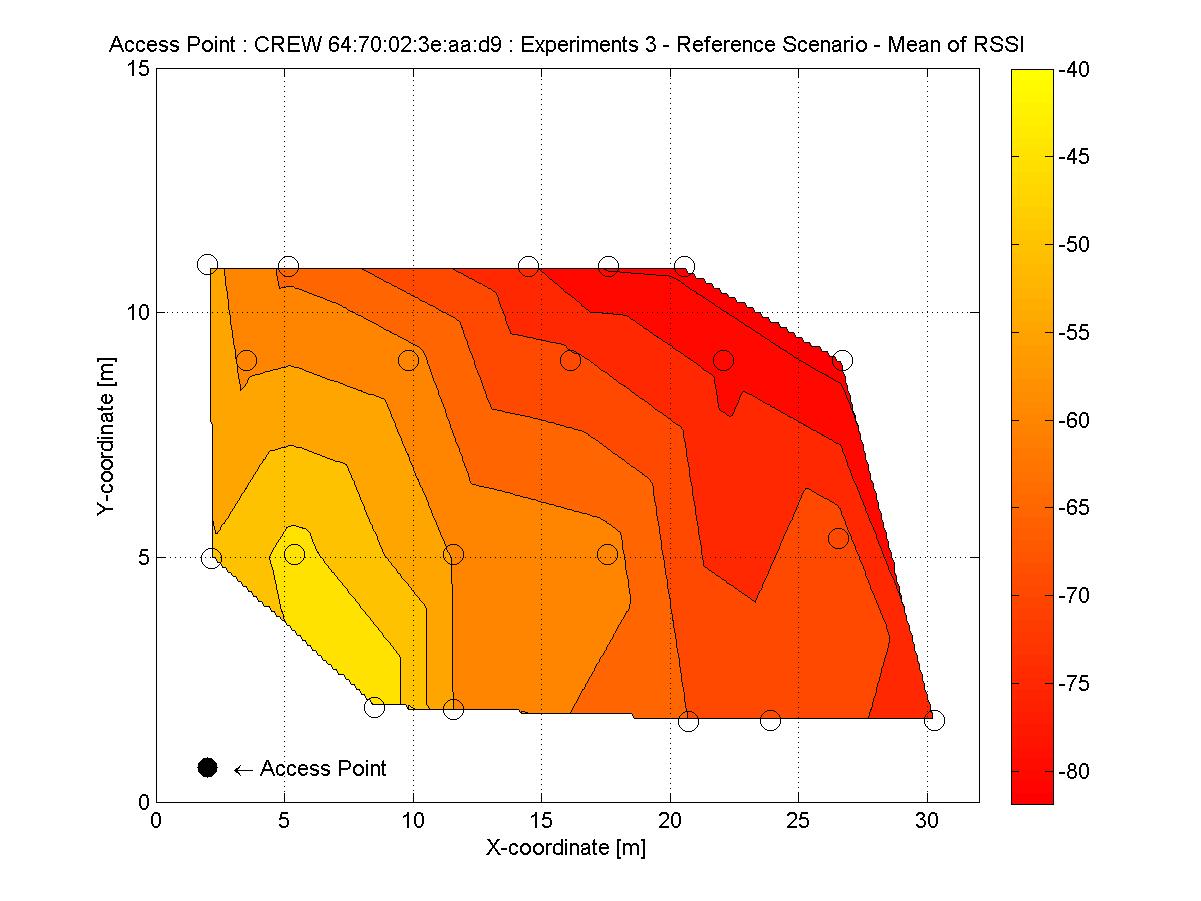 Access Point : CREW 64:70:02:3e:aa:d9 : Experiments 3 - Reference Scenario - Mean of RSSI
15
10
5
0
Y-coordinate [m]
← Access Point
0 5 10 15 20 25 30
X-coordinate [m]
-40
-45
-50
-55
-60
-65
-70
-75
-80